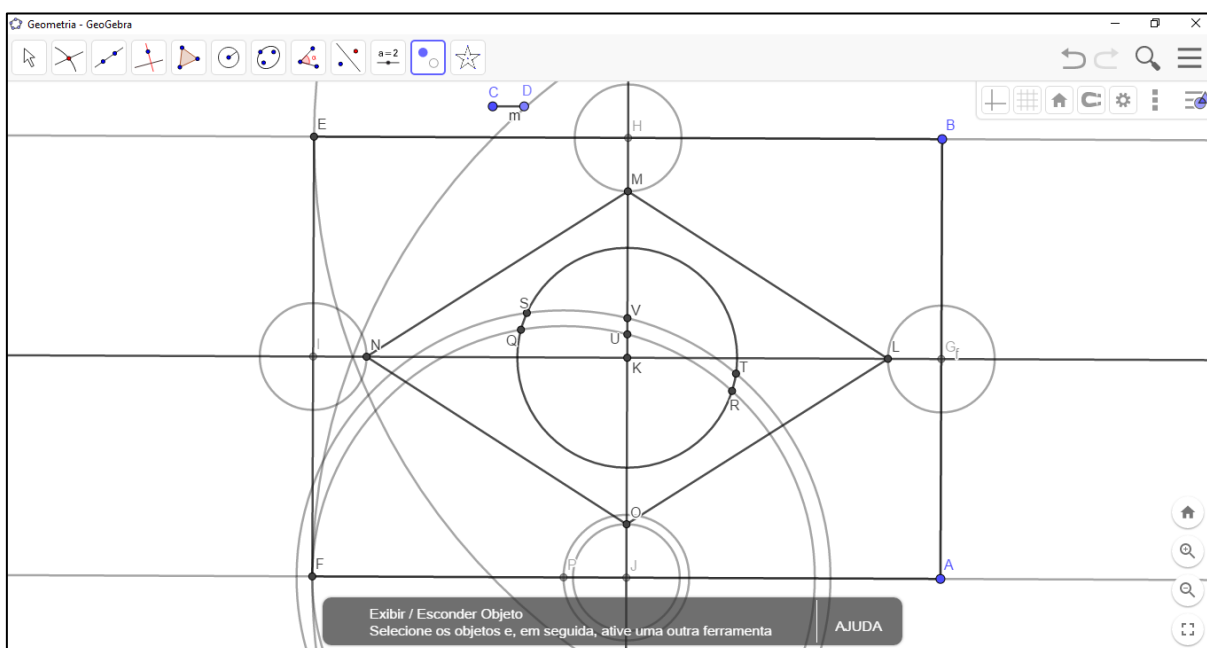 Geometria - GeoGebra
a=2
C D
m
E H B
M
S V
Q U
I N K T L G f
R
O
F P J A
Exibir / Esconder Objeto
Selecione os objetos e, em seguida, ative uma outra ferramenta
AJUDA